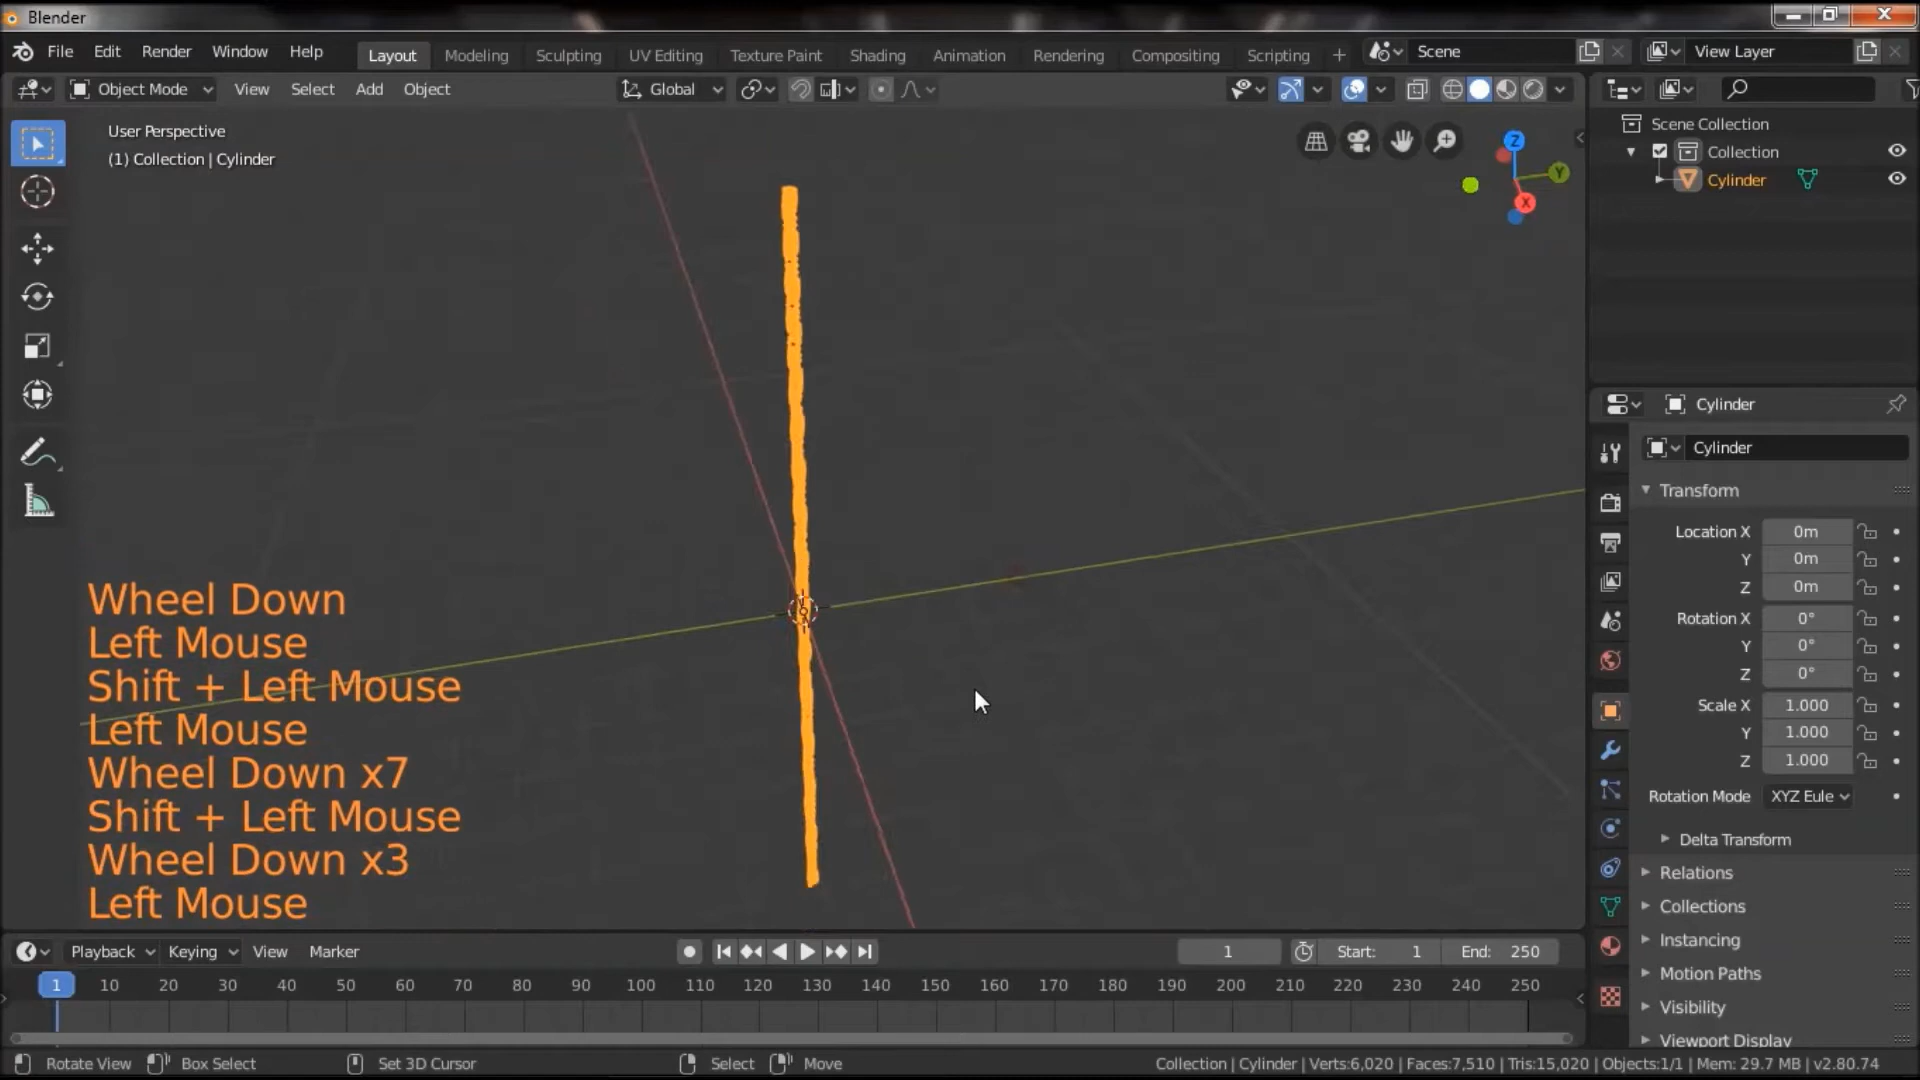 Blender
File Edit Render Window Help Layout Modeling Sculpting UV Editing Texture Paint Shading Animation Rendering Compositing Scripting + Scene View Layer
Object Mode View Select Add Object Global
User Perspective
(1) Collection | Cylinder
Z
Y
X
Scene Collection
Collection
Cylinder
Cylinder
Cylinder
Transform
Location X 0m
Y 0m
Z 0m
Rotation X 0°
Y 0°
Z 0°
Scale X 1.000
Y 1.000
Z 1.000
Rotation Mode XYZ Eule
Delta Transform
Relations
Collections
Instancing
Motion Paths
Visibility
Viewport Display
Wheel Down
Left Mouse
Shift + Left Mouse
Left Mouse
Wheel Down x7
Shift + Left Mouse
Wheel Down x3
Left Mouse
Playback Keying View Marker 1 Start: 1 End: 250
1 10 20 30 40 50 60 70 80 90 100 110 120 130 140 150 160 170 180 190 200 210 220 230 240 250
Rotate View Box Select Set 3D Cursor Select Move Collection | Cylinder | Verts:6,020 | Faces:7,510 | Tris:15,020 | Objects:1/1 | Mem: 29.7 MB | v2.80.74